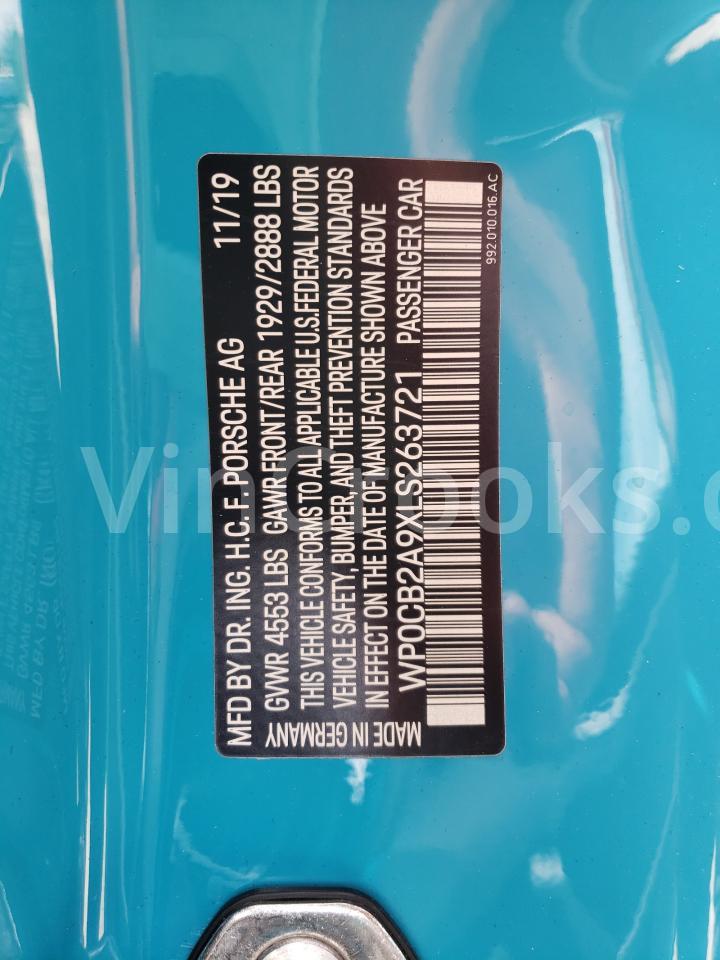 MFD BY DR. ING. H.C. F. PORSCHE AG 11/19
GVWR 4553 LBS GAWR FRONT/REAR 1929/2888 LBS
THIS VEHICLE CONFORMS TO ALL APPLICABLE U.S.FEDERAL MOTOR
VEHICLE SAFETY, BUMPER, AND THEFT PREVENTION STANDARDS
IN EFFECT ON THE DATE OF MANUFACTURE SHOWN ABOVE
WP0CB2A9XLS263721 PASSENGER CAR
MADE IN GERMANY
992.010.016.AC
VinCrooks.c